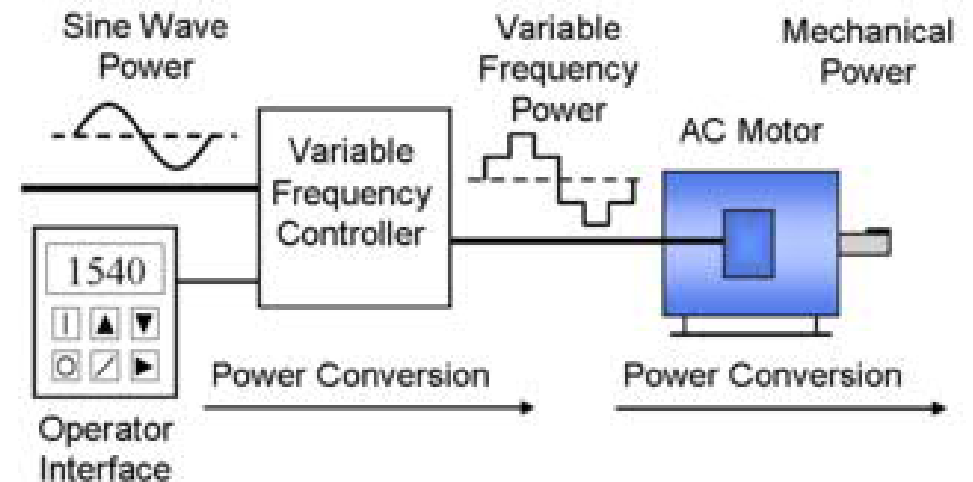 Sine Wave
Power
Variable
Frequency
Power
Mechanical
Power
AC Motor
Variable
Frequency
Controller
1540
Power Conversion
Power Conversion
Operator
Interface